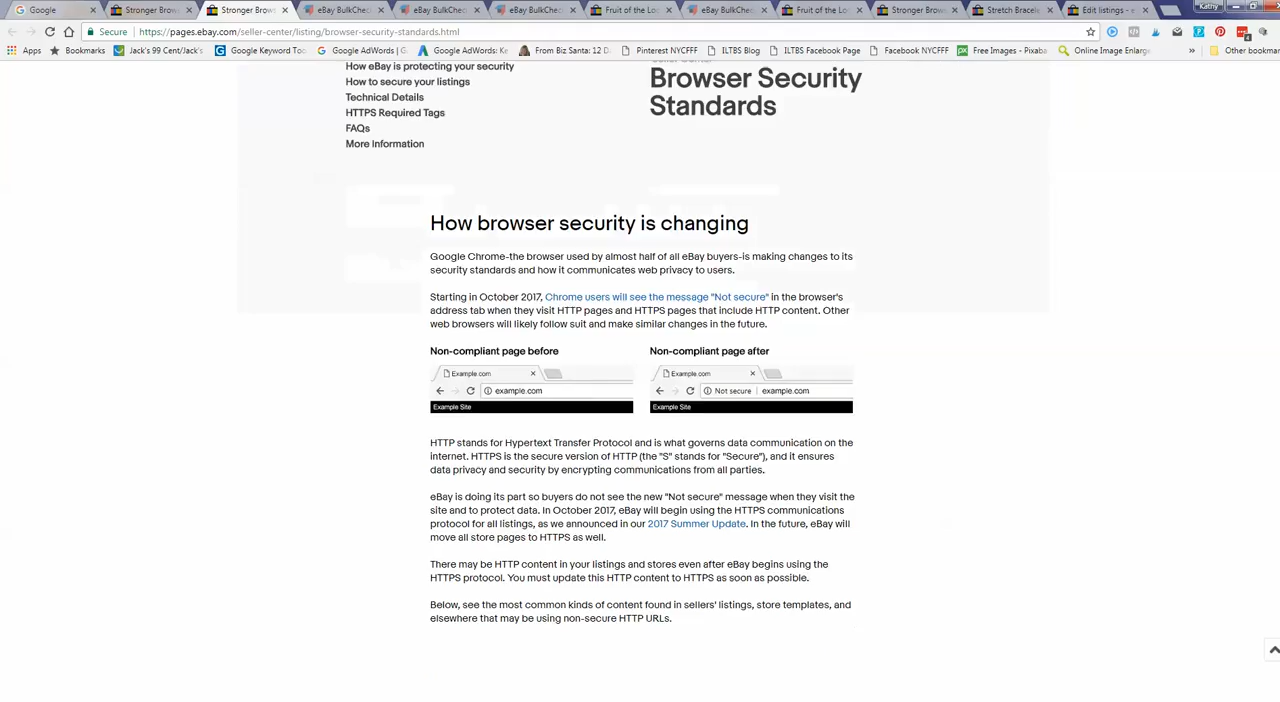 Google
Stronger Brow
Stronger Brows
eBay BulkChec
eBay BulkChec
eBay BulkChec
Fruit of the Loo
eBay BulkChec
Fruit of the Loo
Stronger Brow
Stretch Bracele
Edit listings - e
Kathy
Secure https://pages.ebay.com/seller-center/listing/browser-security-standards.html
Apps Bookmarks Jack's 99 Cent/Jack's Google Keyword Too Google AdWords | G Google AdWords: Ke From Biz Santa: 12 D Pinterest NYCFFF ILTBS Blog ILTBS Facebook Page Facebook NYCFFF Free Images - Pixaba Online Image Enlarg » Other bookmar
How eBay is protecting your security
How to secure your listings
Technical Details
HTTPS Required Tags
FAQs
More Information
Browser Security
Standards
How browser security is changing
Google Chrome-the browser used by almost half of all eBay buyers-is making changes to its
security standards and how it communicates web privacy to users.
Starting in October 2017, Chrome users will see the message "Not secure" in the browser's
address tab when they visit HTTP pages and HTTPS pages that include HTTP content. Other
web browsers will likely follow suit and make similar changes in the future.
Non-compliant page before
Example.com
example.com
Example Site
Non-compliant page after
Example.com
Not secure | example.com
Example Site
HTTP stands for Hypertext Transfer Protocol and is what governs data communication on the
internet. HTTPS is the secure version of HTTP (the "S" stands for "Secure"), and it ensures
data privacy and security by encrypting communications from all parties.
eBay is doing its part so buyers do not see the new "Not secure" message when they visit the
site and to protect data. In October 2017, eBay will begin using the HTTPS communications
protocol for all listings, as we announced in our 2017 Summer Update. In the future, eBay will
move all store pages to HTTPS as well.
There may be HTTP content in your listings and stores even after eBay begins using the
HTTPS protocol. You must update this HTTP content to HTTPS as soon as possible.
Below, see the most common kinds of content found in sellers' listings, store templates, and
elsewhere that may be using non-secure HTTP URLs.